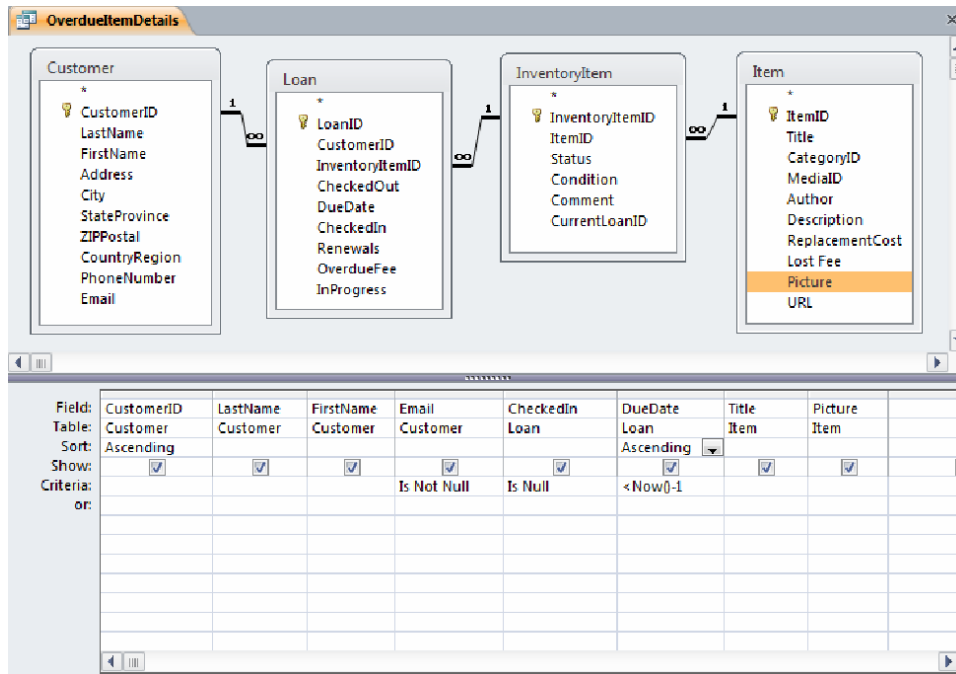 OverdueItemDetails
Customer
*
CustomerID
LastName
FirstName
Address
City
StateProvince
ZIPPostal
CountryRegion
PhoneNumber
Email
1
∞
Loan
*
LoanID
CustomerID
InventoryItemID
CheckedOut
DueDate
CheckedIn
Renewals
OverdueFee
InProgress
∞
1
InventoryItem
*
InventoryItemID
ItemID
Status
Condition
Comment
CurrentLoanID
∞
1
Item
*
ItemID
Title
CategoryID
MediaID
Author
Description
ReplacementCost
Lost Fee
Picture
URL
Field: CustomerID LastName FirstName Email CheckedIn DueDate Title Picture
Table: Customer Customer Customer Customer Loan Loan Item Item
Sort: Ascending Ascending
Show:
Criteria: Is Not Null Is Null <Now()-1
or: